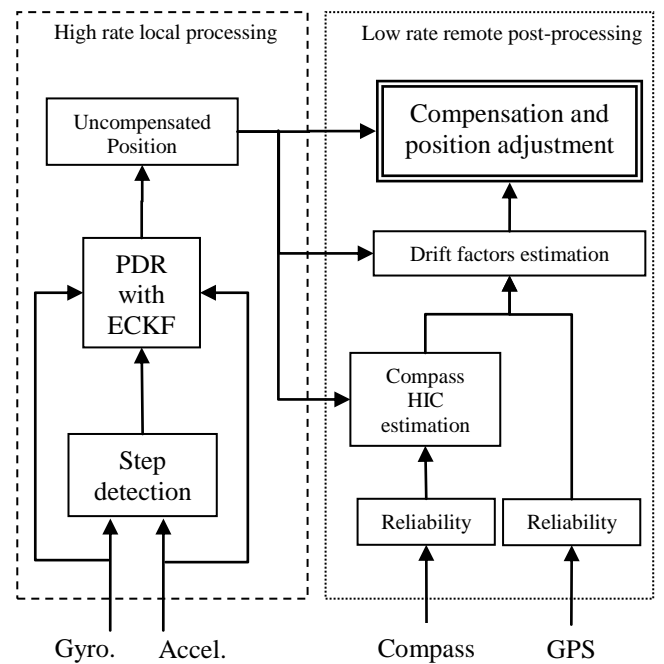 High rate local processing
Low rate remote post-processing
Uncompensated
Position
Compensation and
position adjustment
PDR
with
ECKF
Drift factors estimation
Compass
HIC
estimation
Step
detection
Reliability
Reliability
Gyro.
Accel.
Compass
GPS